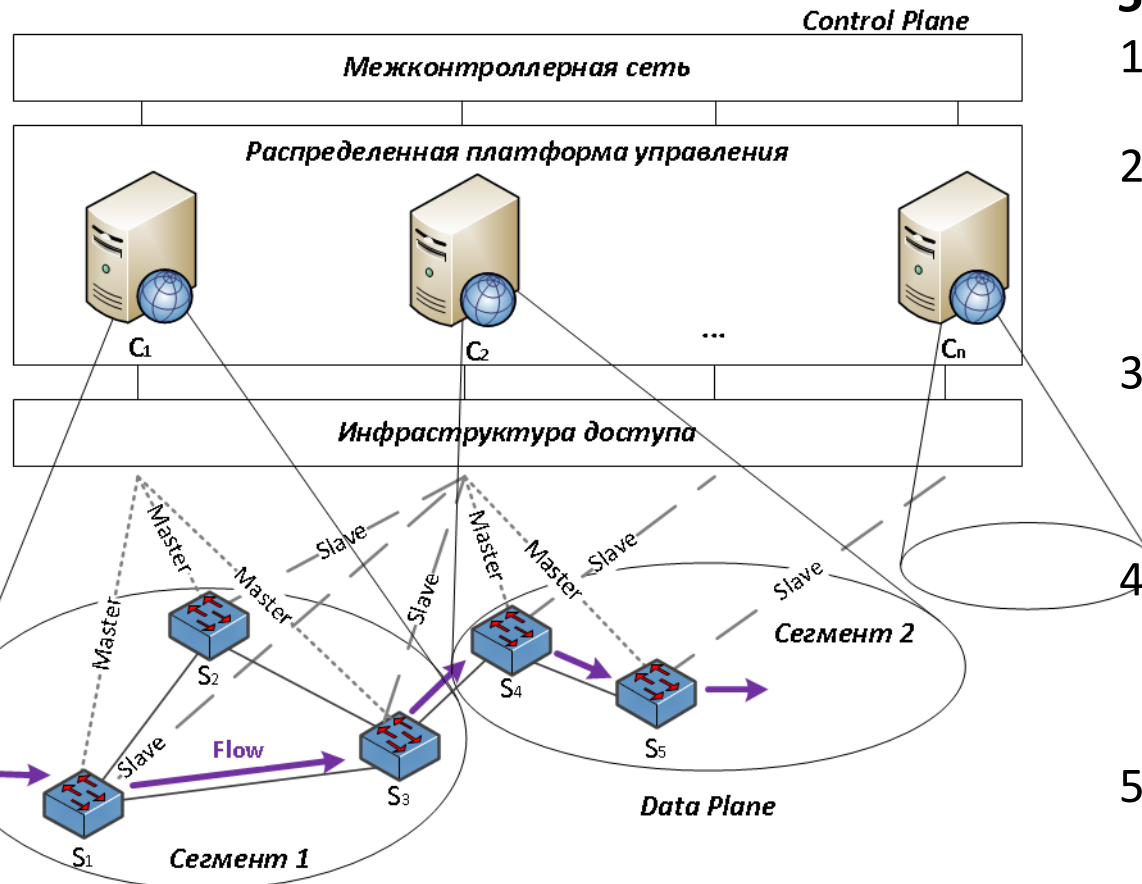 Control Plane
1
Межконтроллерная сеть
Распределенная платформа управления
2
C1
C2
...
Cn
3
Инфраструктура доступа
Master
Master
Master
Slave
Slave
Slave
Master
Master
Slave
Slave
4
Сегмент 2
S2
S4
S5
Flow
S3
S1
Data Plane
5
Сегмент 1